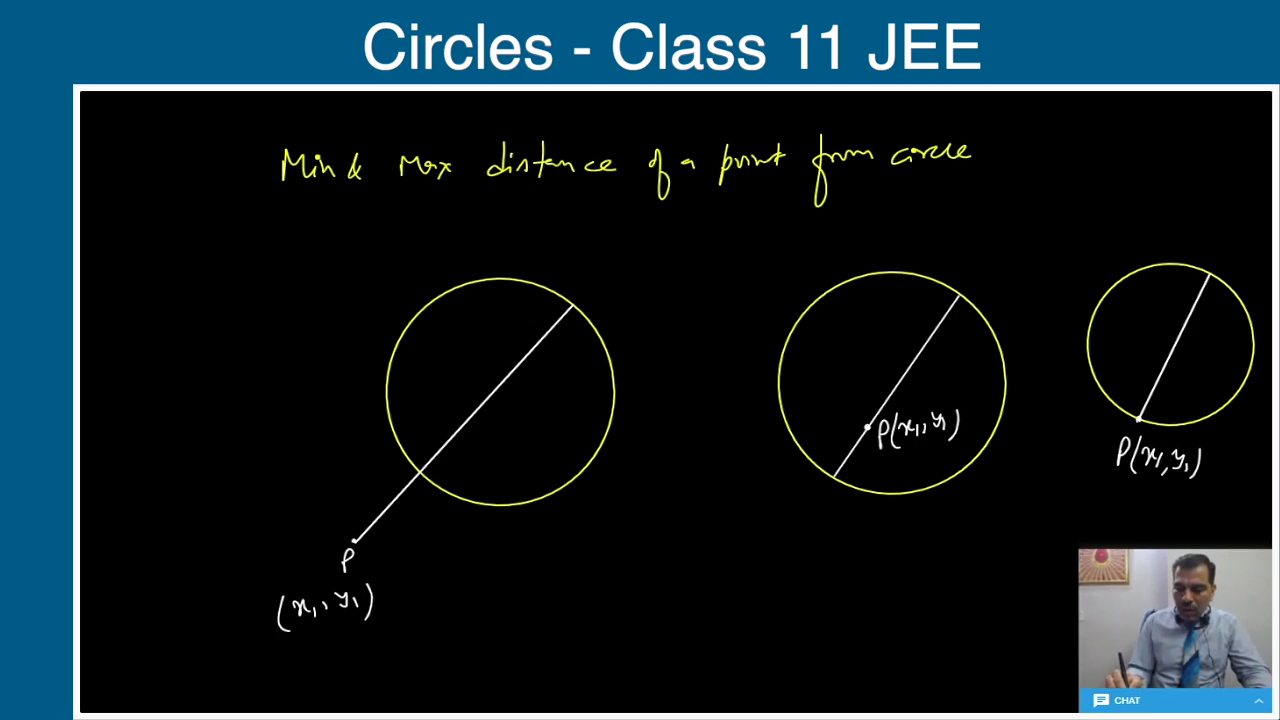 Circles - Class 11 JEE
Min & Max distance of a point from circle
P(x₁, y₁)
P(x₁, y₁)
P
(x₁, y₁)
CHAT